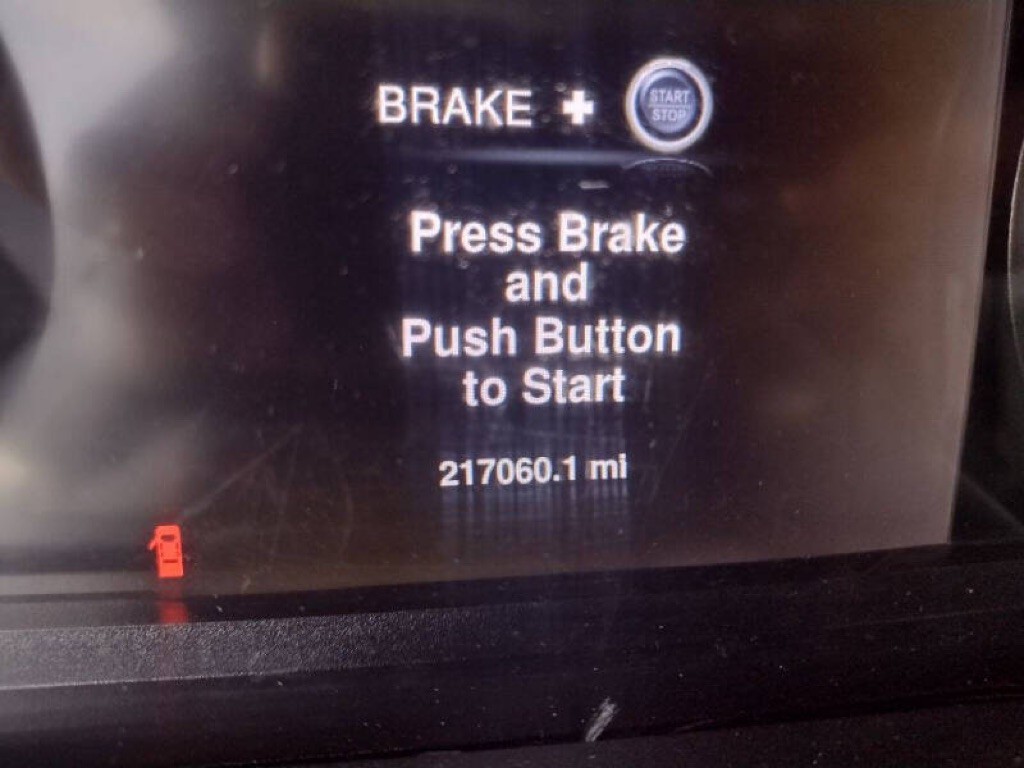 BRAKE + START
STOP
Press Brake
and
Push Button
to Start
217060.1 mi